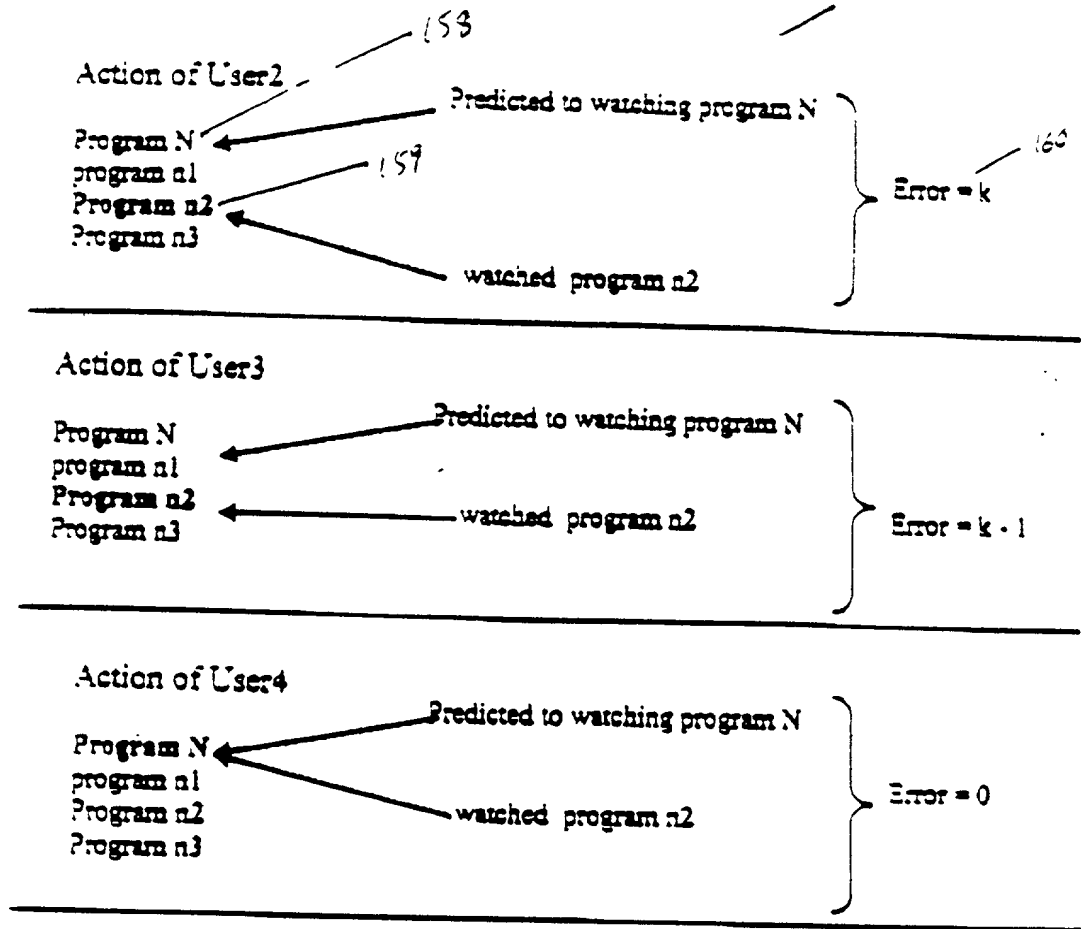 158
Action of User2
Predicted to watching program N
Program N
program n1
159
160
Program n2
Error = k
Program n3
watched program n2
Action of User3
Predicted to watching program N
Program N
program n1
Program n2
watched program n2
Program n3
Error = k - 1
Action of User4
Predicted to watching program N
Program N
program n1
Program n2
watched program n2
Error = 0
Program n3